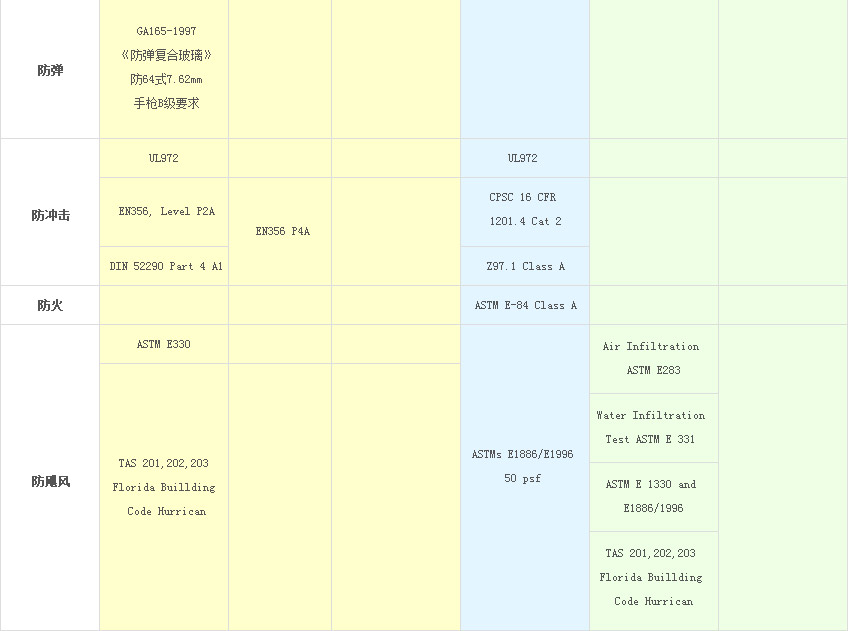 防弹
GA165-1997
《防弹复合玻璃》
防64式7.62mm
手枪B级要求
防冲击
UL972
UL972
EN356, Level P2A
EN356 P4A
CPSC 16 CFR
1201.4 Cat 2
DIN 52290 Part 4 A1
Z97.1 Class A
防火
ASTM E-84 Class A
防飓风
ASTM E330
TAS 201,202,203
Florida Buillding
Code Hurrican
ASTMs E1886/E1996
50 psf
Air Infiltration
ASTM E283
Water Infiltration
Test ASTM E 331
ASTM E 1330 and
E1886/1996
TAS 201,202,203
Florida Buillding
Code Hurrican